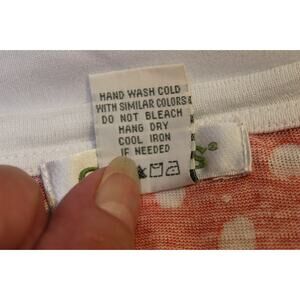 HAND WASH COLD
WITH SIMILAR COLORS
DO NOT BLEACH
HANG DRY
COOL IRON
IF NEEDED